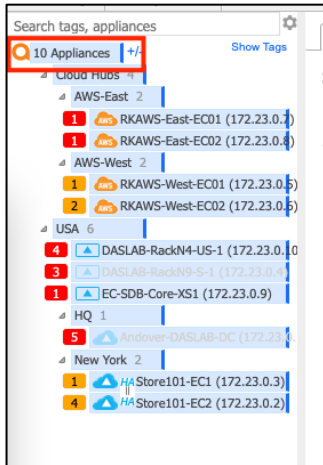 Search tags, appliances
10 Appliances +/- Show Tags
Cloud Hubs 4
AWS-East 2
1 AWS RKAWS-East-EC01 (172.23.0.7)
1 AWS RKAWS-East-EC02 (172.23.0.8)
AWS-West 2
1 AWS RKAWS-West-EC01 (172.23.0.5)
2 AWS RKAWS-West-EC02 (172.23.0.6)
USA 6
4 DASLAB-RackN4-US-1 (172.23.0.10
3 DASLAB-RackN9-S-1 (172.23.0.4)
1 EC-SDB-Core-XS1 (172.23.0.9)
HQ 1
5 Andover-DASLAB-DC (172.23.0.
New York 2
1 HA Store101-EC1 (172.23.0.3)
4 HA Store101-EC2 (172.23.0.2)